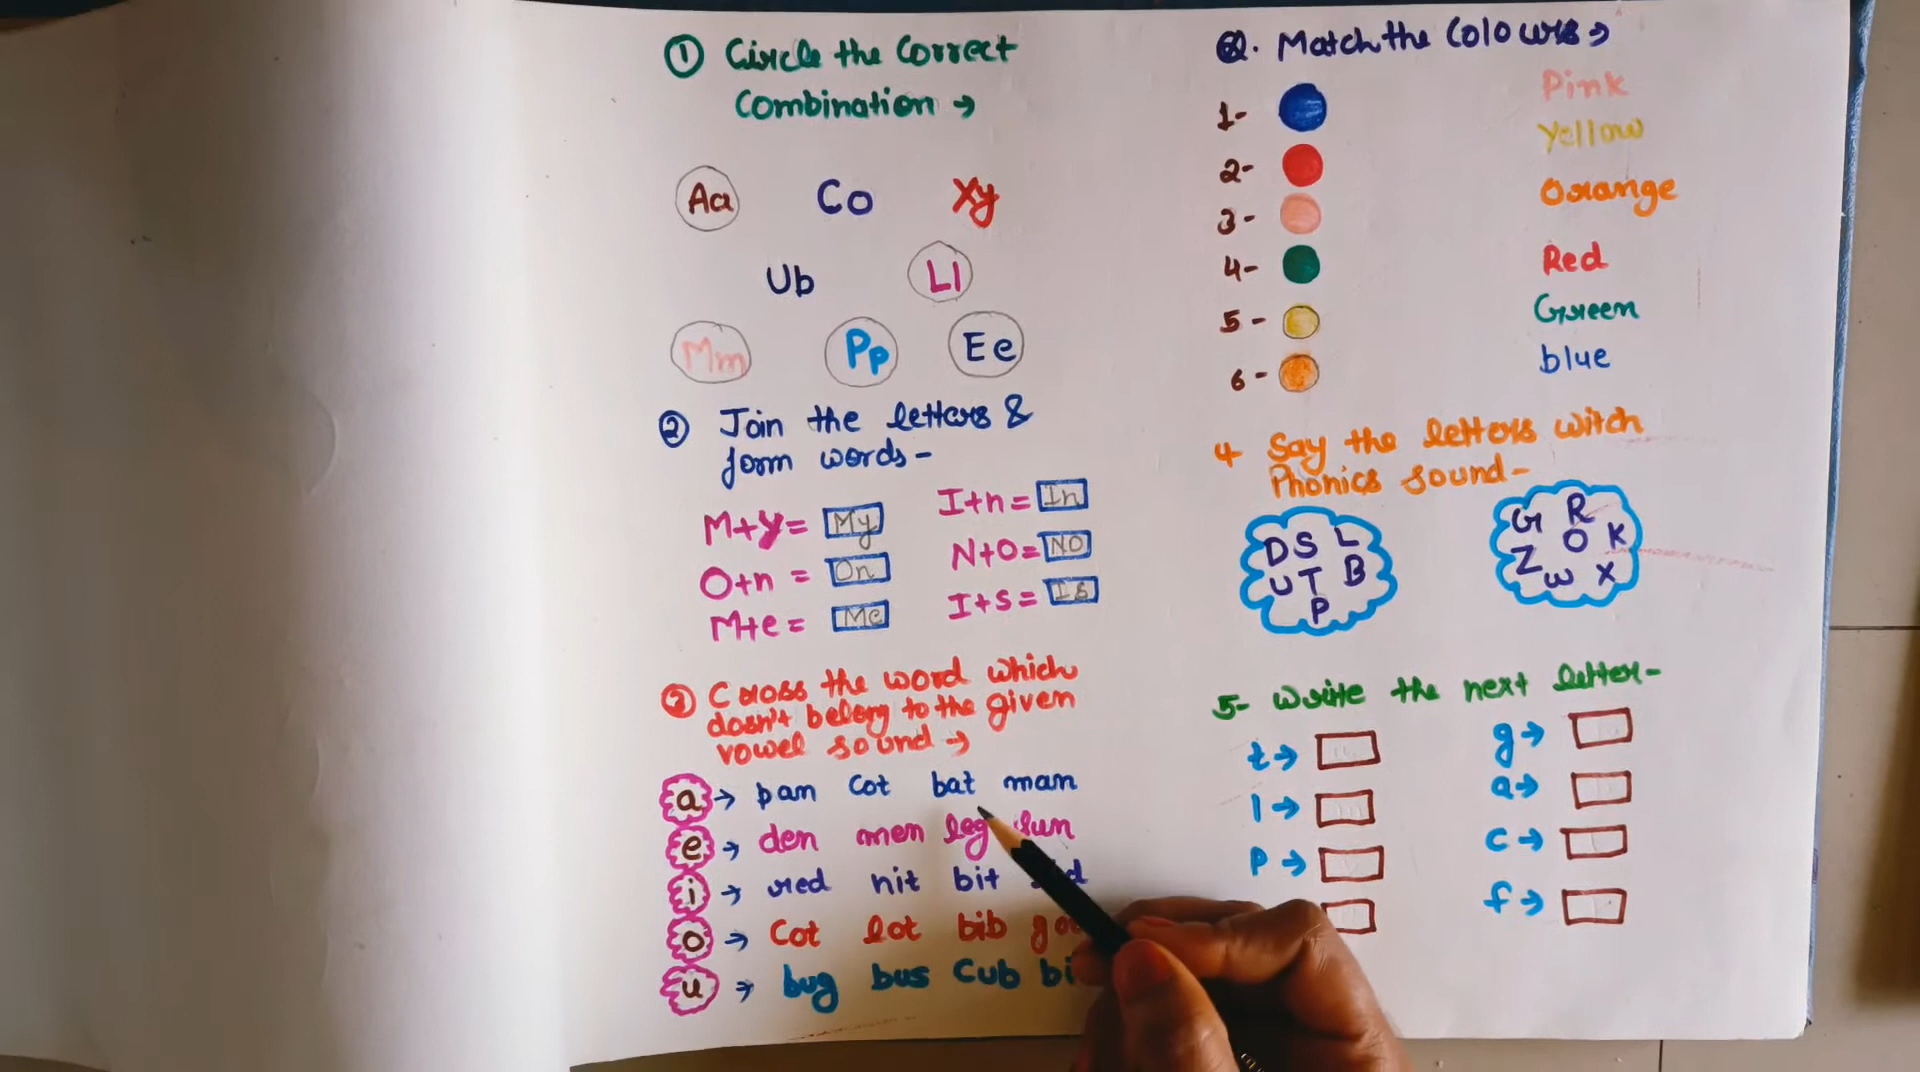 ① Circle the Correct
Combination →
Aa Co Xy
Ub Ll
Mm Pp Ee
② Join the letters &
form words-
M+y= My I+n= In
O+n = On N+O= NO
M+e= Me I+S= Is
③ Cross the word which
dosn't belong to the given
vowel sound →
a → pan Cot bat man
e → den men leg sun
i → red nit bit
o → Cot lot bib
u → bug bus Cub
Q. Match the Colours →
1- Pink
2- Yellow
3- Orange
4- Red
5- Green
6- blue
4 Say the letters witch
Phonics sound-
D S L
U T B
P
G R
Z O K
W X
5- Write the next letter-
t → g →
l → a →
P → c →
f →